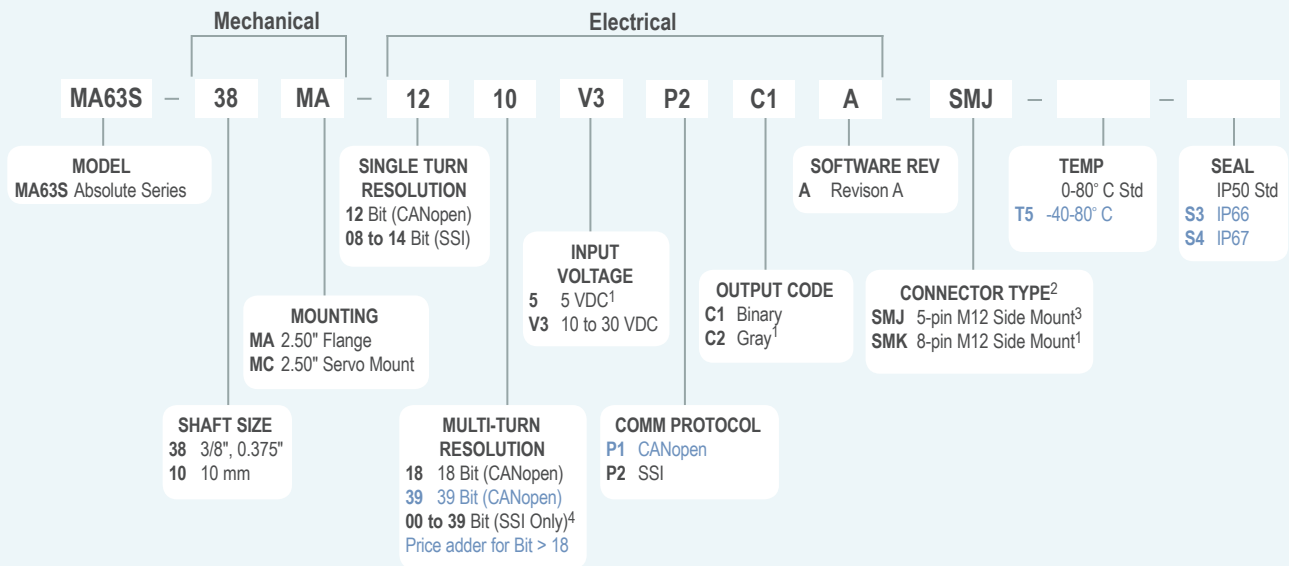 Mechanical
Electrical
MA63S – 38 MA – 12 10 V3 P2 C1 A – SMJ – –
MODEL
MA63S Absolute Series
SINGLE TURN
RESOLUTION
12 Bit (CANopen)
08 to 14 Bit (SSI)
SOFTWARE REV
A Revison A
TEMP
0-80° C Std
T5 -40-80° C
SEAL
IP50 Std
S3 IP66
S4 IP67
INPUT
VOLTAGE
5 5 VDC¹
V3 10 to 30 VDC
OUTPUT CODE
C1 Binary
C2 Gray¹
CONNECTOR TYPE²
SMJ 5-pin M12 Side Mount³
SMK 8-pin M12 Side Mount¹
MOUNTING
MA 2.50" Flange
MC 2.50" Servo Mount
SHAFT SIZE
38 3/8", 0.375"
10 10 mm
MULTI-TURN
RESOLUTION
18 18 Bit (CANopen)
39 39 Bit (CANopen)
00 to 39 Bit (SSI Only)⁴
Price adder for Bit > 18
COMM PROTOCOL
P1 CANopen
P2 SSI